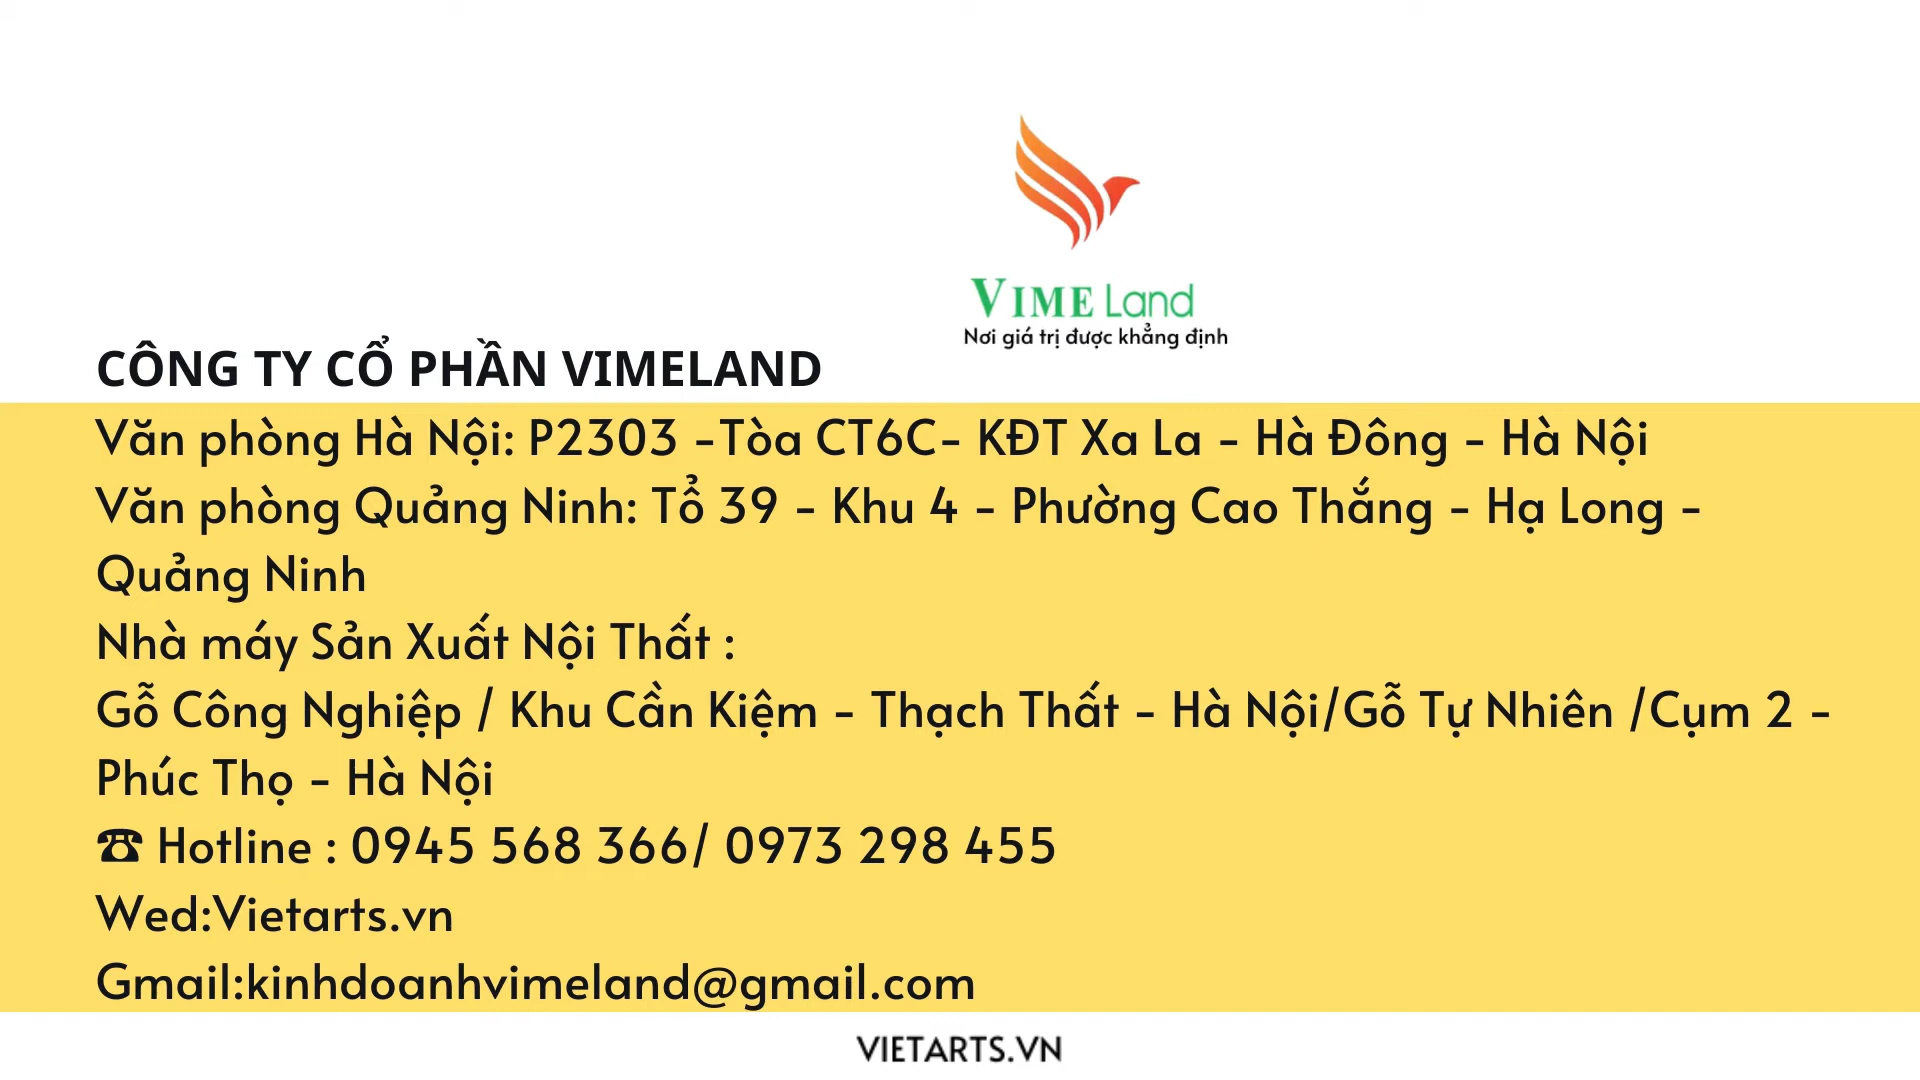 VIME Land
Nơi giá trị được khẳng định
CÔNG TY CỔ PHẦN VIMELAND
Văn phòng Hà Nội: P2303 -Tòa CT6C- KĐT Xa La - Hà Đông - Hà Nội
Văn phòng Quảng Ninh: Tổ 39 - Khu 4 - Phường Cao Thắng - Hạ Long -
Quảng Ninh
Nhà máy Sản Xuất Nội Thất :
Gỗ Công Nghiệp / Khu Cần Kiệm - Thạch Thất - Hà Nội/Gỗ Tự Nhiên /Cụm 2 -
Phúc Thọ - Hà Nội
☎ Hotline : 0945 568 366/ 0973 298 455
Wed:Vietarts.vn
Gmail:kinhdoanhvimeland@gmail.com
VIETARTS.VN